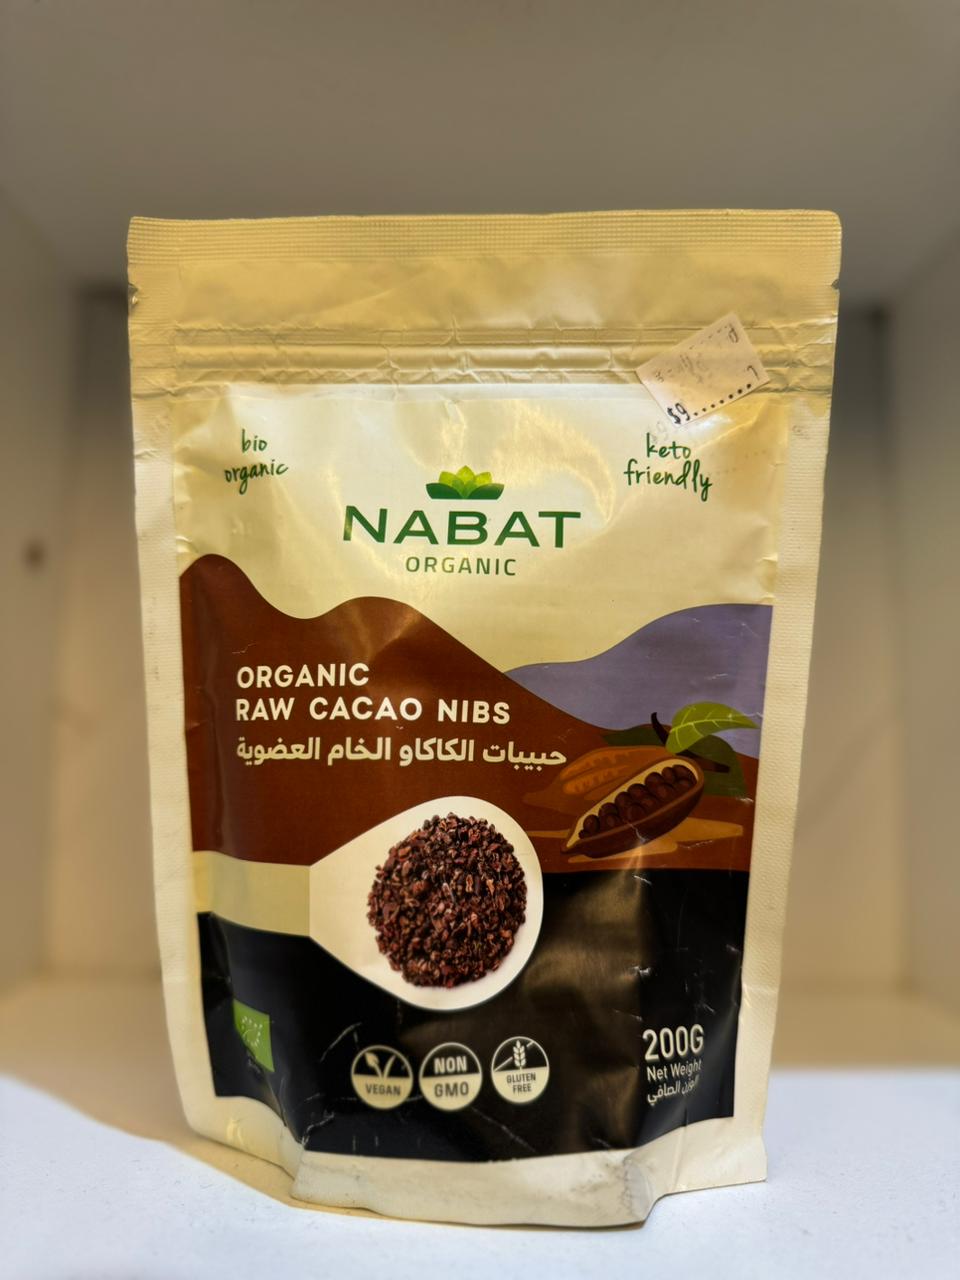 $9
bio
organic
keto
friendly
NABAT
ORGANIC
ORGANIC
RAW CACAO NIBS
حبيبات الكاكاو الخام العضوية
VEGAN
NON
GMO
GLUTEN
FREE
200G
Net Weight
الوزن الصافي